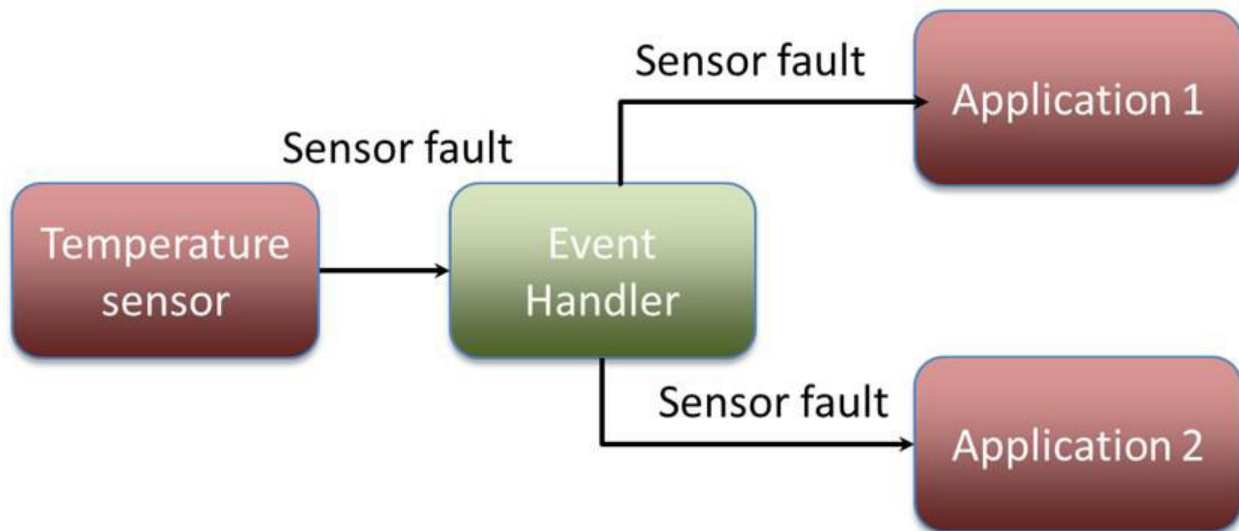 Sensor fault
Application 1
Sensor fault
Temperature
sensor
Event
Handler
Sensor fault
Application 2